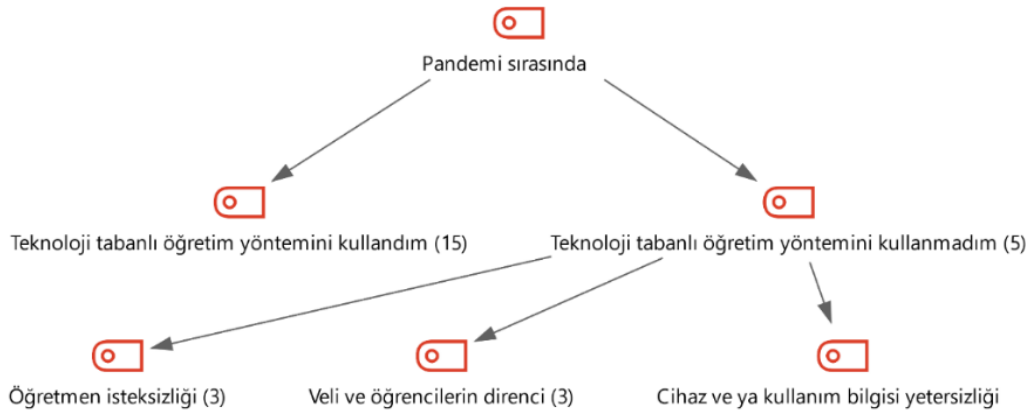 Pandemi sırasında
Teknoloji tabanlı öğretim yöntemini kullandım (15)
Teknoloji tabanlı öğretim yöntemini kullanmadım (5)
Öğretmen isteksizliği (3)
Veli ve öğrencilerin direnci (3)
Cihaz ve ya kullanım bilgisi yetersizliği